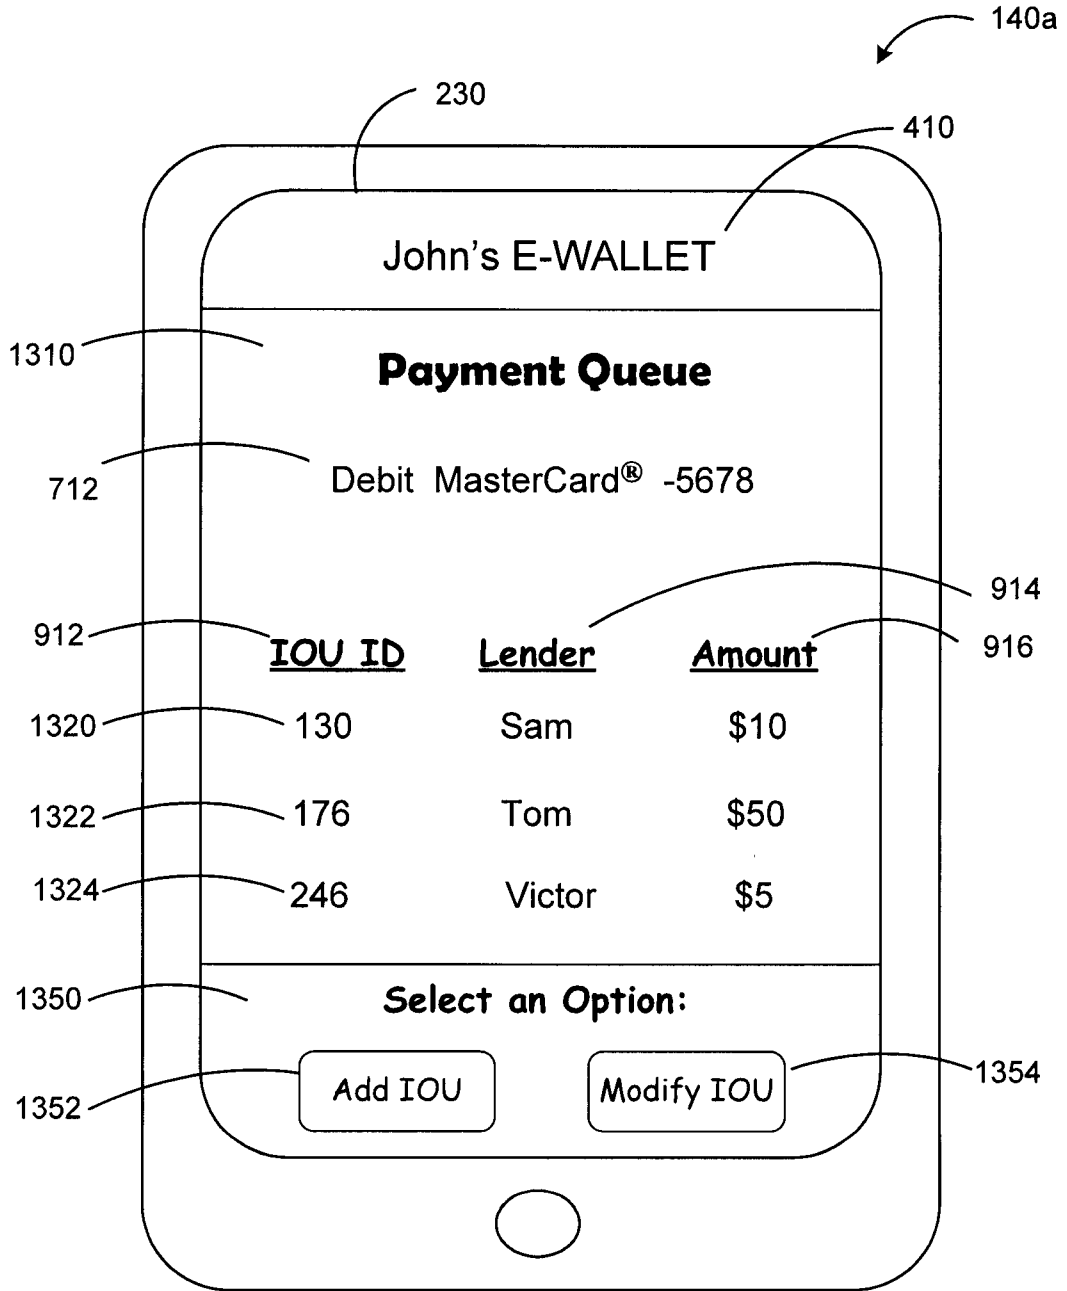 140a
230
410
John's E-WALLET
1310
Payment Queue
712
Debit MasterCard® -5678
914
912
IOU ID Lender Amount
916
1320 130 Sam $10
1322 176 Tom $50
1324 246 Victor $5
1350
Select an Option:
1352
Add IOU Modify IOU
1354